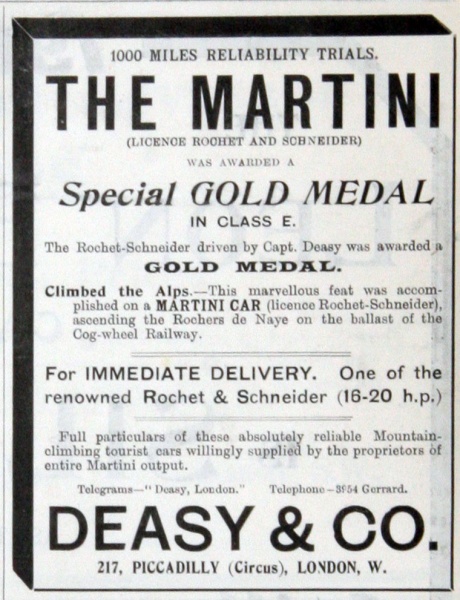 1000 MILES RELIABILITY TRIALS.
THE MARTINI
(LICENCE ROCHET AND SCHNEIDER)
WAS AWARDED A
Special GOLD MEDAL
IN CLASS E.
The Rochet-Schneider driven by Capt. Deasy was awarded a
GOLD MEDAL.
Climbed the Alps.—This marvellous feat was accom-
plished on a MARTINI CAR (licence Rochet-Schneider),
ascending the Rochers de Naye on the ballast of the
Cog-wheel Railway.
For IMMEDIATE DELIVERY. One of the
renowned Rochet & Schneider (16-20 h.p.)
Full particulars of these absolutely reliable Mountain-
climbing tourist cars willingly supplied by the proprietors of
entire Martini output.
Telegrams—"Deasy, London." Telephone—3954 Gerrard.
DEASY & CO.
217, PICCADILLY (Circus), LONDON, W.